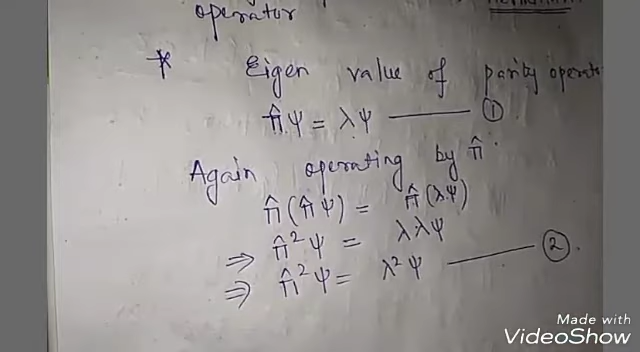 operator
* Eigen value of parity operato
π̂ψ = λψ ——— ①
Again operating by π̂.
π̂(π̂ψ) = π̂(λψ)
⇒ π̂²ψ = λλψ
⇒ π̂²ψ = λ²ψ ——— ②.
Made with
VideoShow